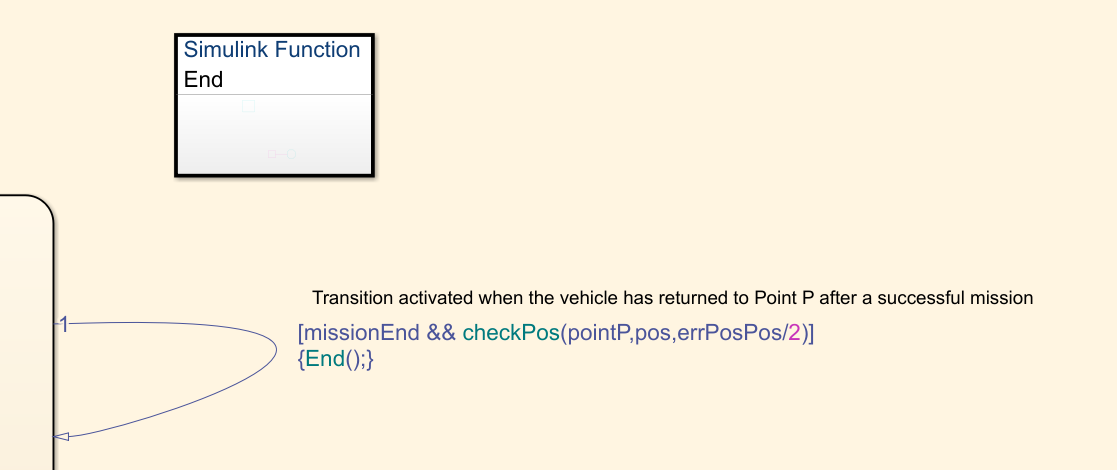 Simulink Function
End
Transition activated when the vehicle has returned to Point P after a successful mission
1
[missionEnd && checkPos(pointP,pos,errPosPos/2)]
{End();}